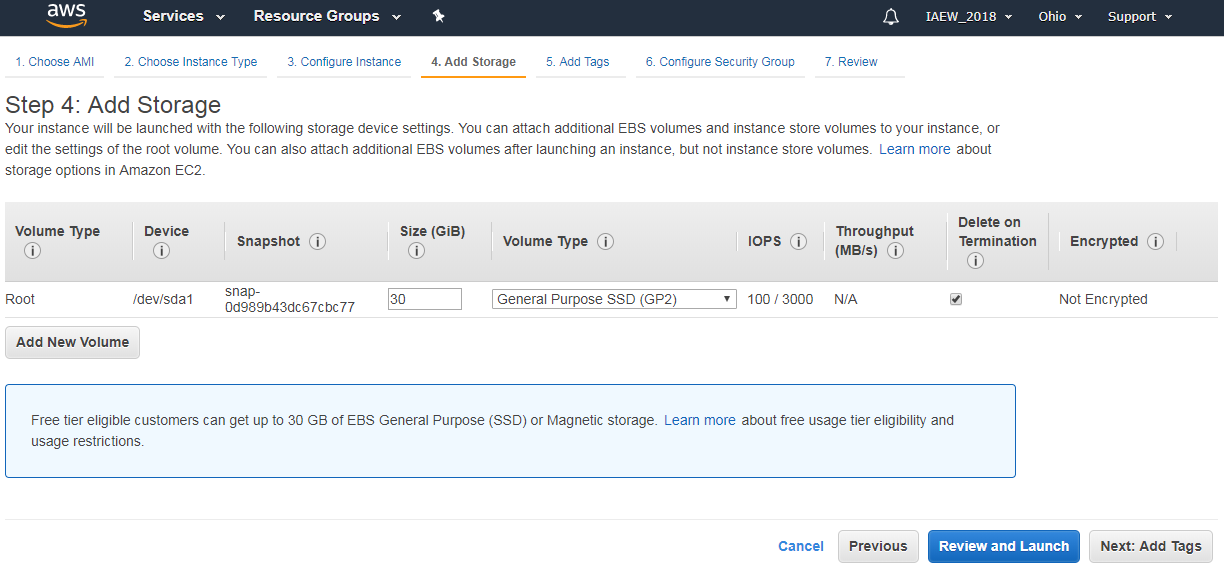 aws Services Resource Groups IAEW_2018 Ohio Support
1. Choose AMI 2. Choose Instance Type 3. Configure Instance 4. Add Storage 5. Add Tags 6. Configure Security Group 7. Review
Step 4: Add Storage
Your instance will be launched with the following storage device settings. You can attach additional EBS volumes and instance store volumes to your instance, or
edit the settings of the root volume. You can also attach additional EBS volumes after launching an instance, but not instance store volumes. Learn more about
storage options in Amazon EC2.
Volume Type i Device i Snapshot i Size (GiB) i Volume Type i IOPS i Throughput (MB/s) i Delete on Termination i Encrypted i
Root /dev/sda1 snap-0d989b43dc67cbc77 30 General Purpose SSD (GP2) 100 / 3000 N/A Not Encrypted
Add New Volume
Free tier eligible customers can get up to 30 GB of EBS General Purpose (SSD) or Magnetic storage. Learn more about free usage tier eligibility and
usage restrictions.
Cancel Previous Review and Launch Next: Add Tags